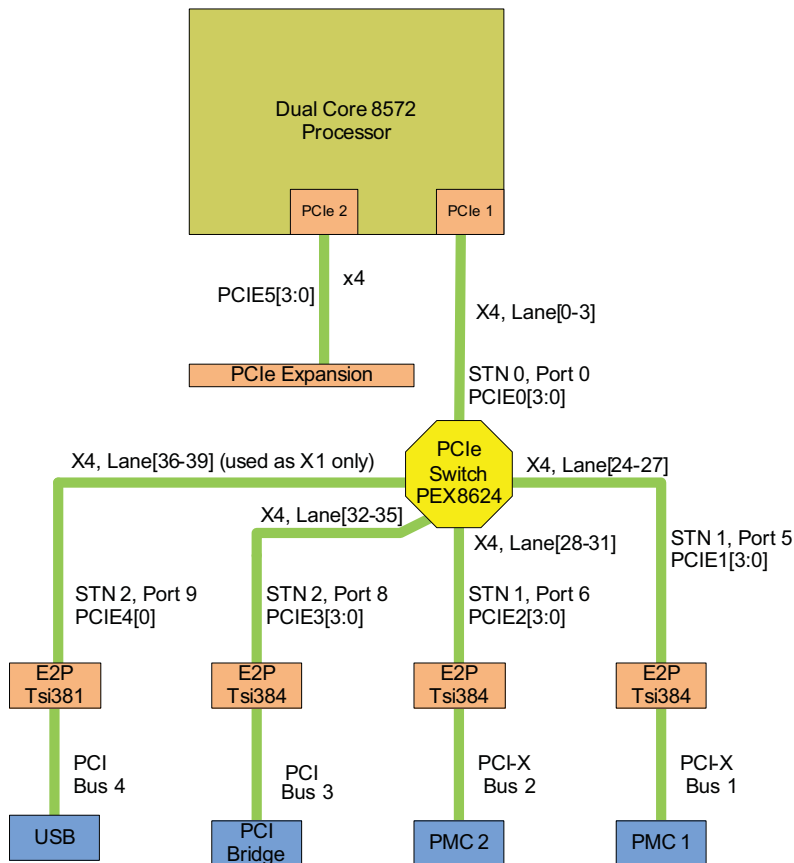 Dual Core 8572
Processor
PCIe 2
PCIe 1
x4
PCIE5[3:0]
X4, Lane[0-3]
PCIe Expansion
STN 0, Port 0
PCIE0[3:0]
PCIe
Switch
PEX8624
X4, Lane[36-39] (used as X1 only)
X4, Lane[24-27]
X4, Lane[32-35]
X4, Lane[28-31]
STN 1, Port 5
PCIE1[3:0]
STN 2, Port 9
PCIE4[0]
STN 2, Port 8
PCIE3[3:0]
STN 1, Port 6
PCIE2[3:0]
E2P
Tsi381
E2P
Tsi384
E2P
Tsi384
E2P
Tsi384
PCI
Bus 4
PCI
Bus 3
PCI-X
Bus 2
PCI-X
Bus 1
USB
PCI
Bridge
PMC 2
PMC 1